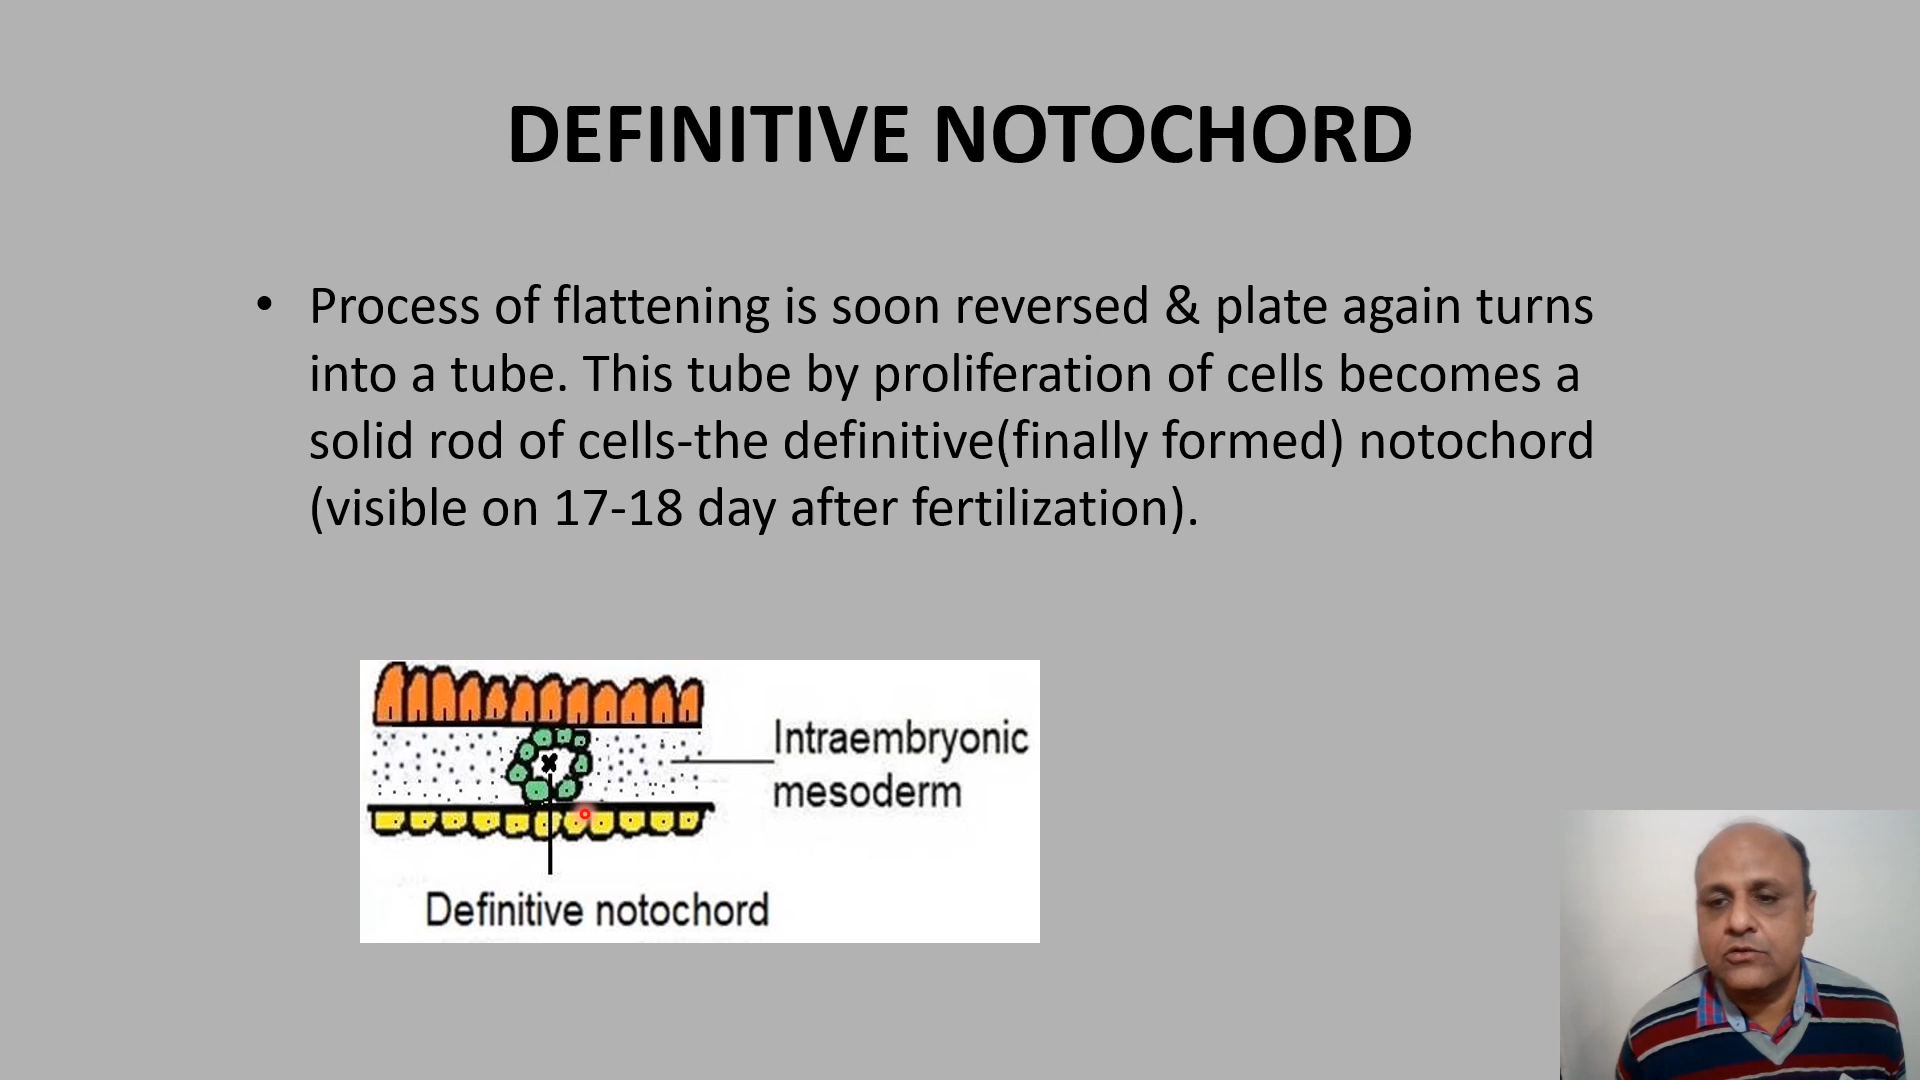 DEFINITIVE NOTOCHORD
• Process of flattening is soon reversed & plate again turns
into a tube. This tube by proliferation of cells becomes a
solid rod of cells-the definitive(finally formed) notochord
(visible on 17-18 day after fertilization).
Intraembryonic
mesoderm
Definitive notochord